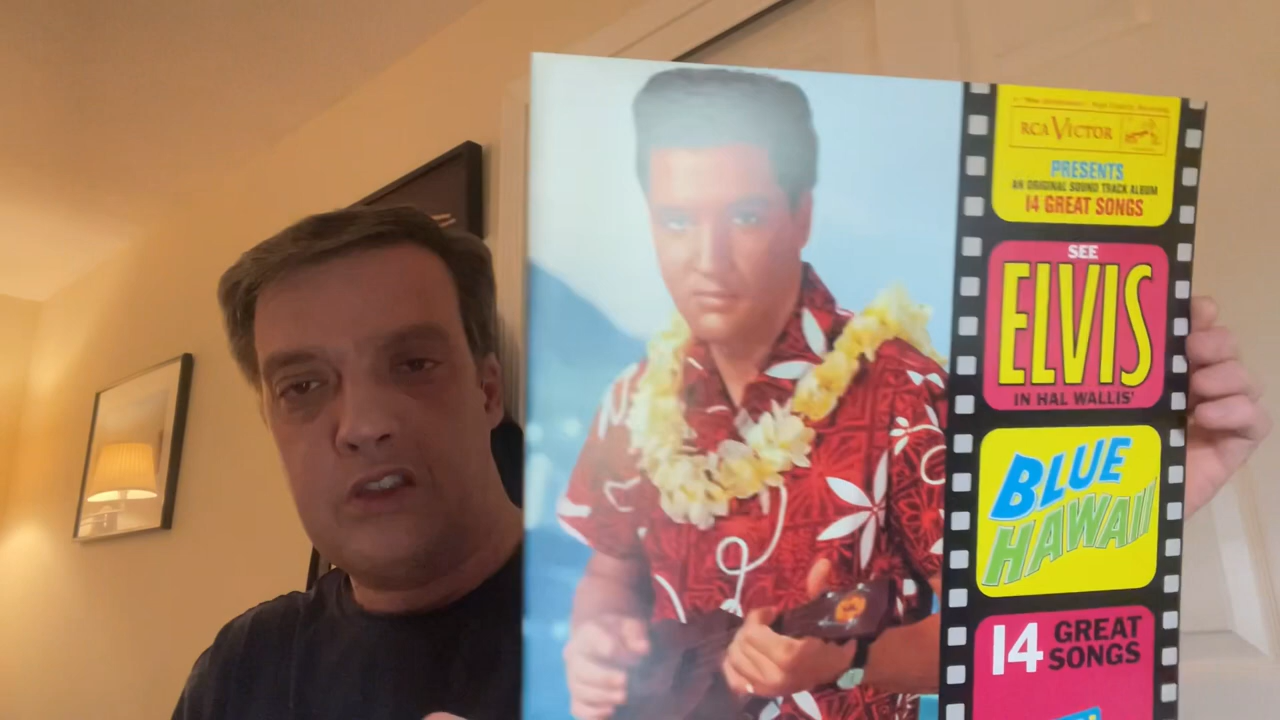 RCA VICTOR
PRESENTS
AN ORIGINAL SOUND TRACK ALBUM
14 GREAT SONGS
SEE
ELVIS
IN HAL WALLIS'
BLUE
HAWAII
14 GREAT
SONGS